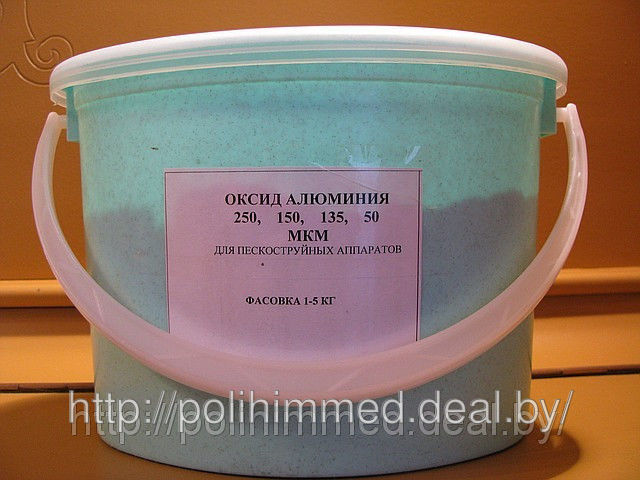 ОКСИД АЛЮМИНИЯ
250, 150, 135, 50
МКМ
ДЛЯ ПЕСКОСТРУЙНЫХ АППАРАТОВ
ФАСОВКА 1-5 КГ
http://polihimmed.deal.by/